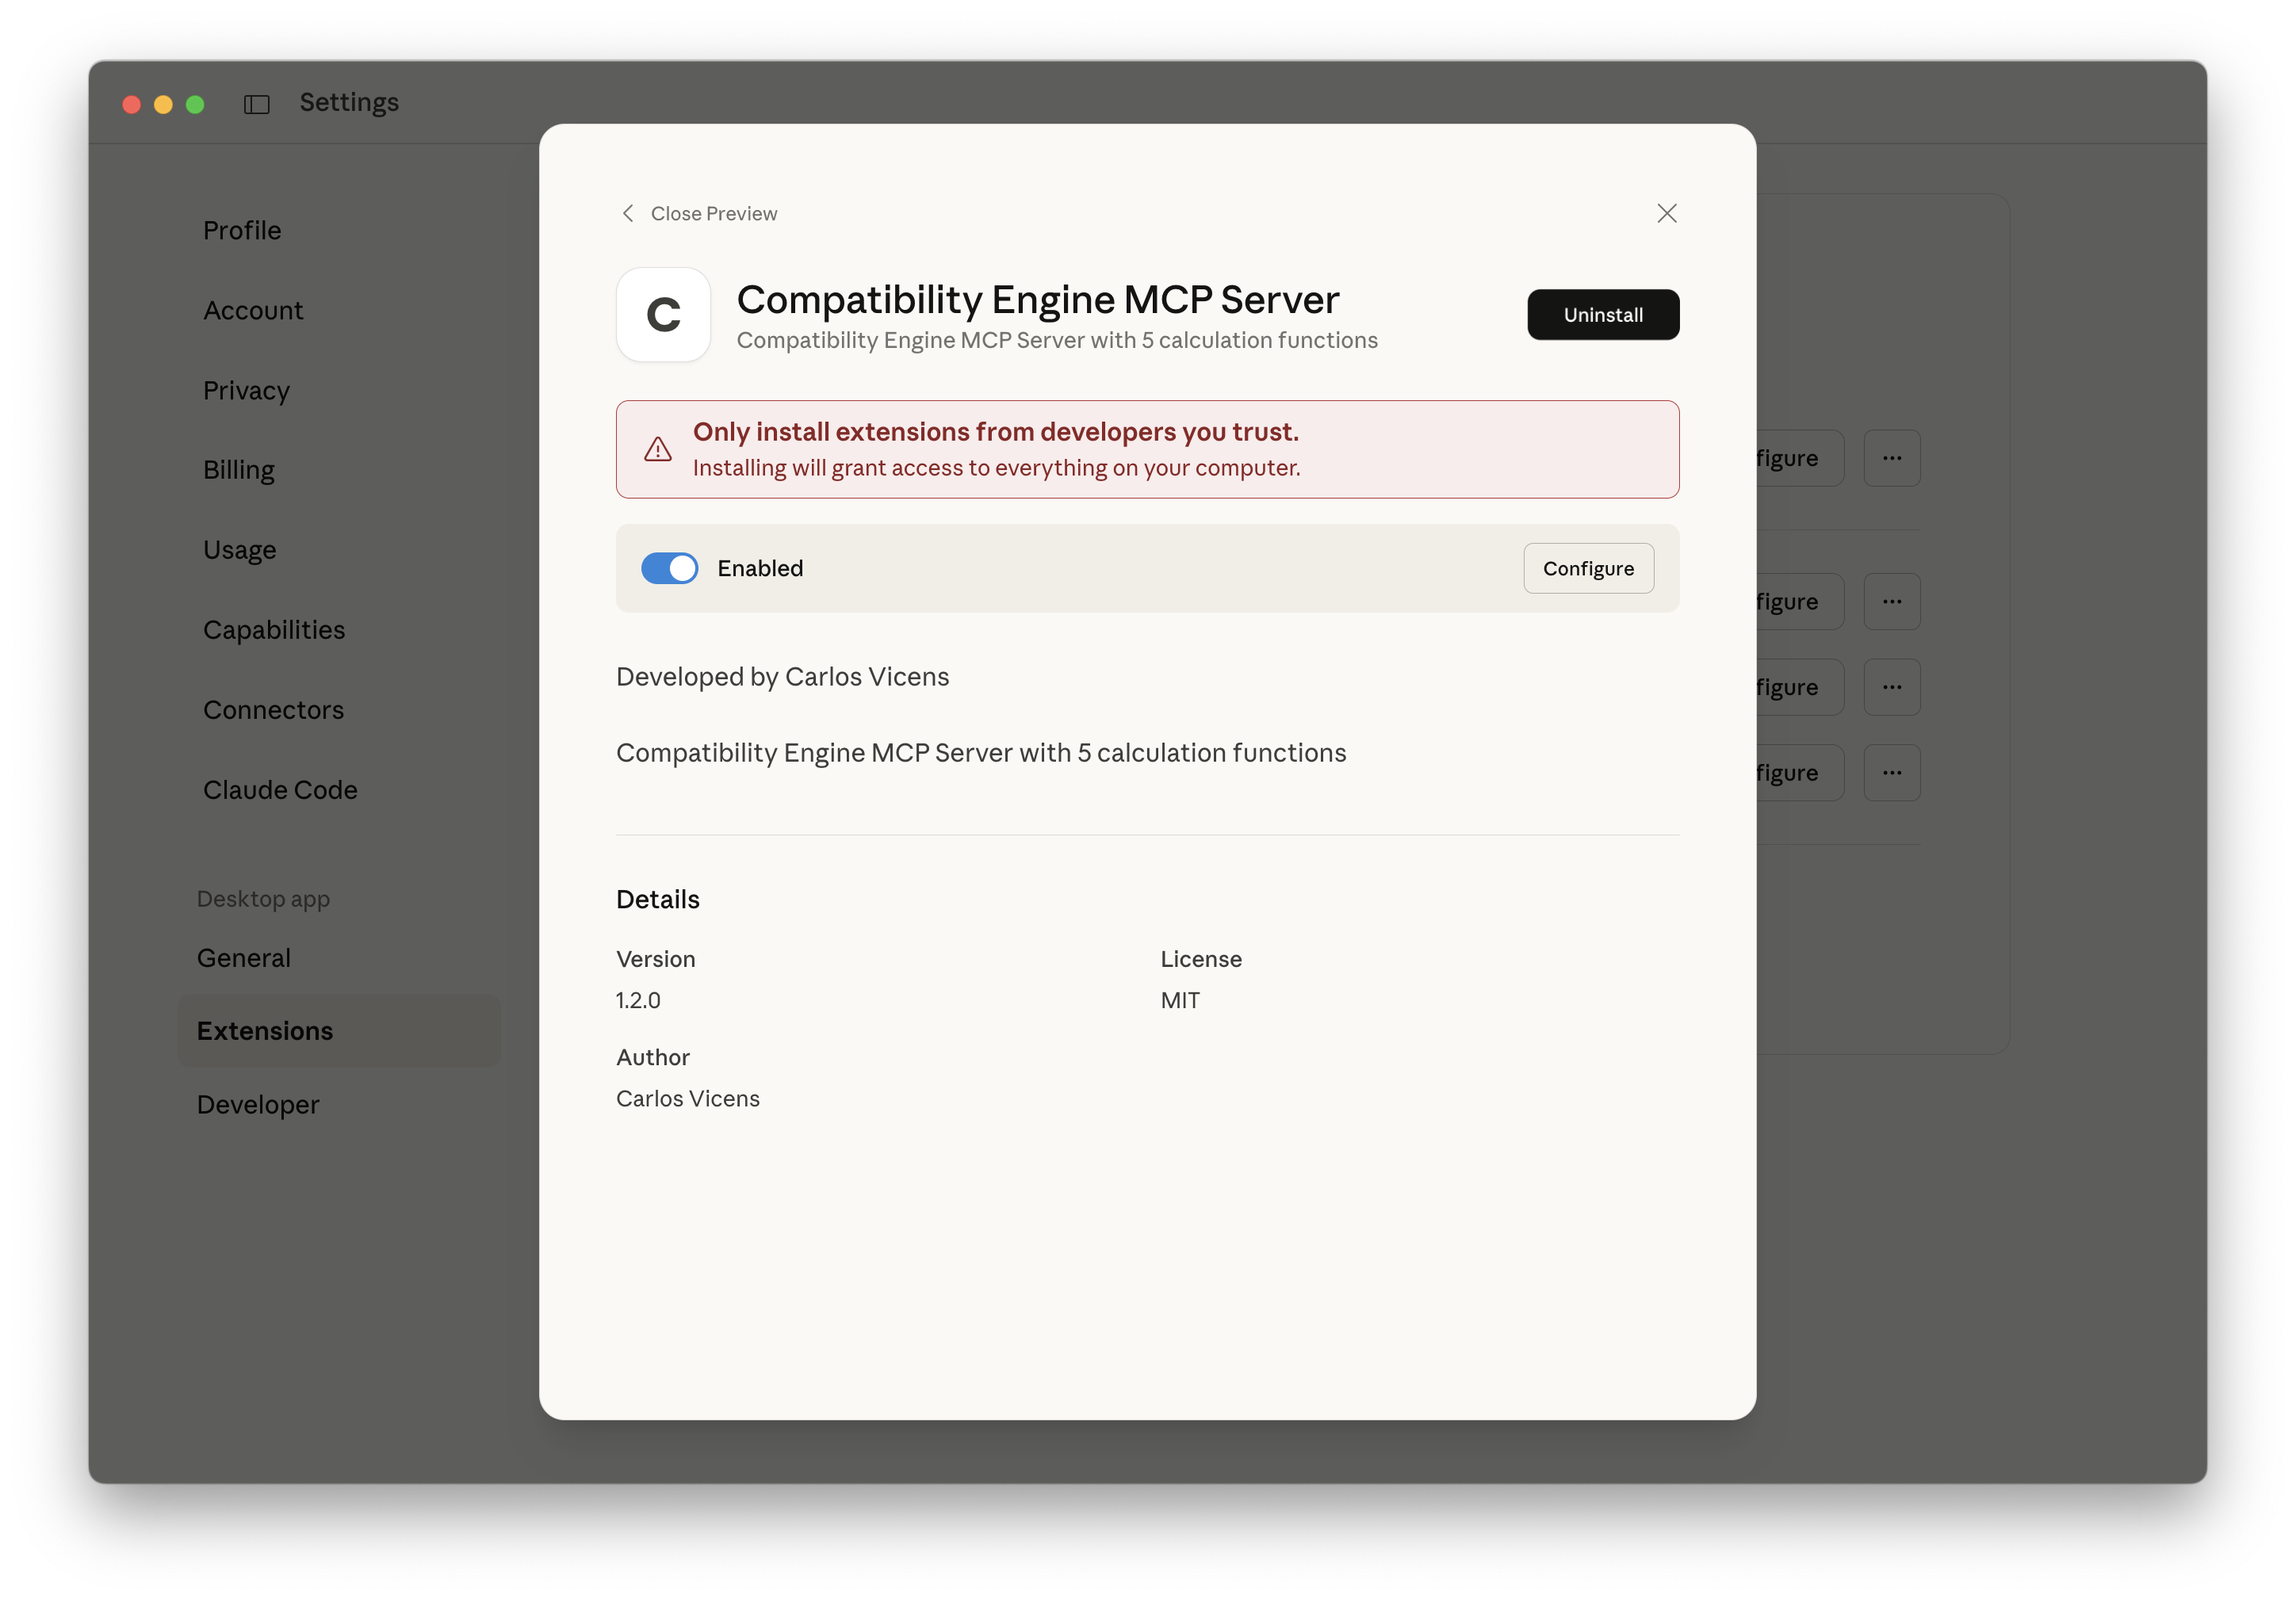 Settings
Profile
Account
Privacy
Billing
Usage
Capabilities
Connectors
Claude Code
Desktop app
General
Extensions
Developer
Close Preview
C
Compatibility Engine MCP Server
Compatibility Engine MCP Server with 5 calculation functions
Uninstall
Only install extensions from developers you trust.
Installing will grant access to everything on your computer.
Enabled
Configure
Developed by Carlos Vicens
Compatibility Engine MCP Server with 5 calculation functions
Details
Version
License
1.2.0
MIT
Author
Carlos Vicens
figure
figure
figure
figure